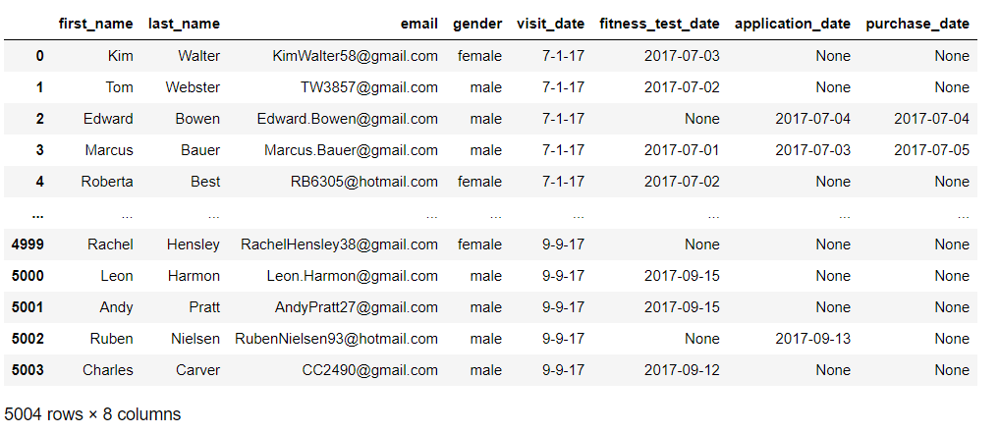 first_name last_name email gender visit_date fitness_test_date application_date purchase_date
0 Kim Walter KimWalter58@gmail.com female 7-1-17 2017-07-03 None None
1 Tom Webster TW3857@gmail.com male 7-1-17 2017-07-02 None None
2 Edward Bowen Edward.Bowen@gmail.com male 7-1-17 None 2017-07-04 2017-07-04
3 Marcus Bauer Marcus.Bauer@gmail.com male 7-1-17 2017-07-01 2017-07-03 2017-07-05
4 Roberta Best RB6305@hotmail.com female 7-1-17 2017-07-02 None None
... ... ... ... ... ... ... ... ...
4999 Rachel Hensley RachelHensley38@gmail.com female 9-9-17 None None None
5000 Leon Harmon Leon.Harmon@gmail.com male 9-9-17 2017-09-15 None None
5001 Andy Pratt AndyPratt27@gmail.com male 9-9-17 2017-09-15 None None
5002 Ruben Nielsen RubenNielsen93@hotmail.com male 9-9-17 None 2017-09-13 None
5003 Charles Carver CC2490@gmail.com male 9-9-17 2017-09-12 None None
5004 rows × 8 columns